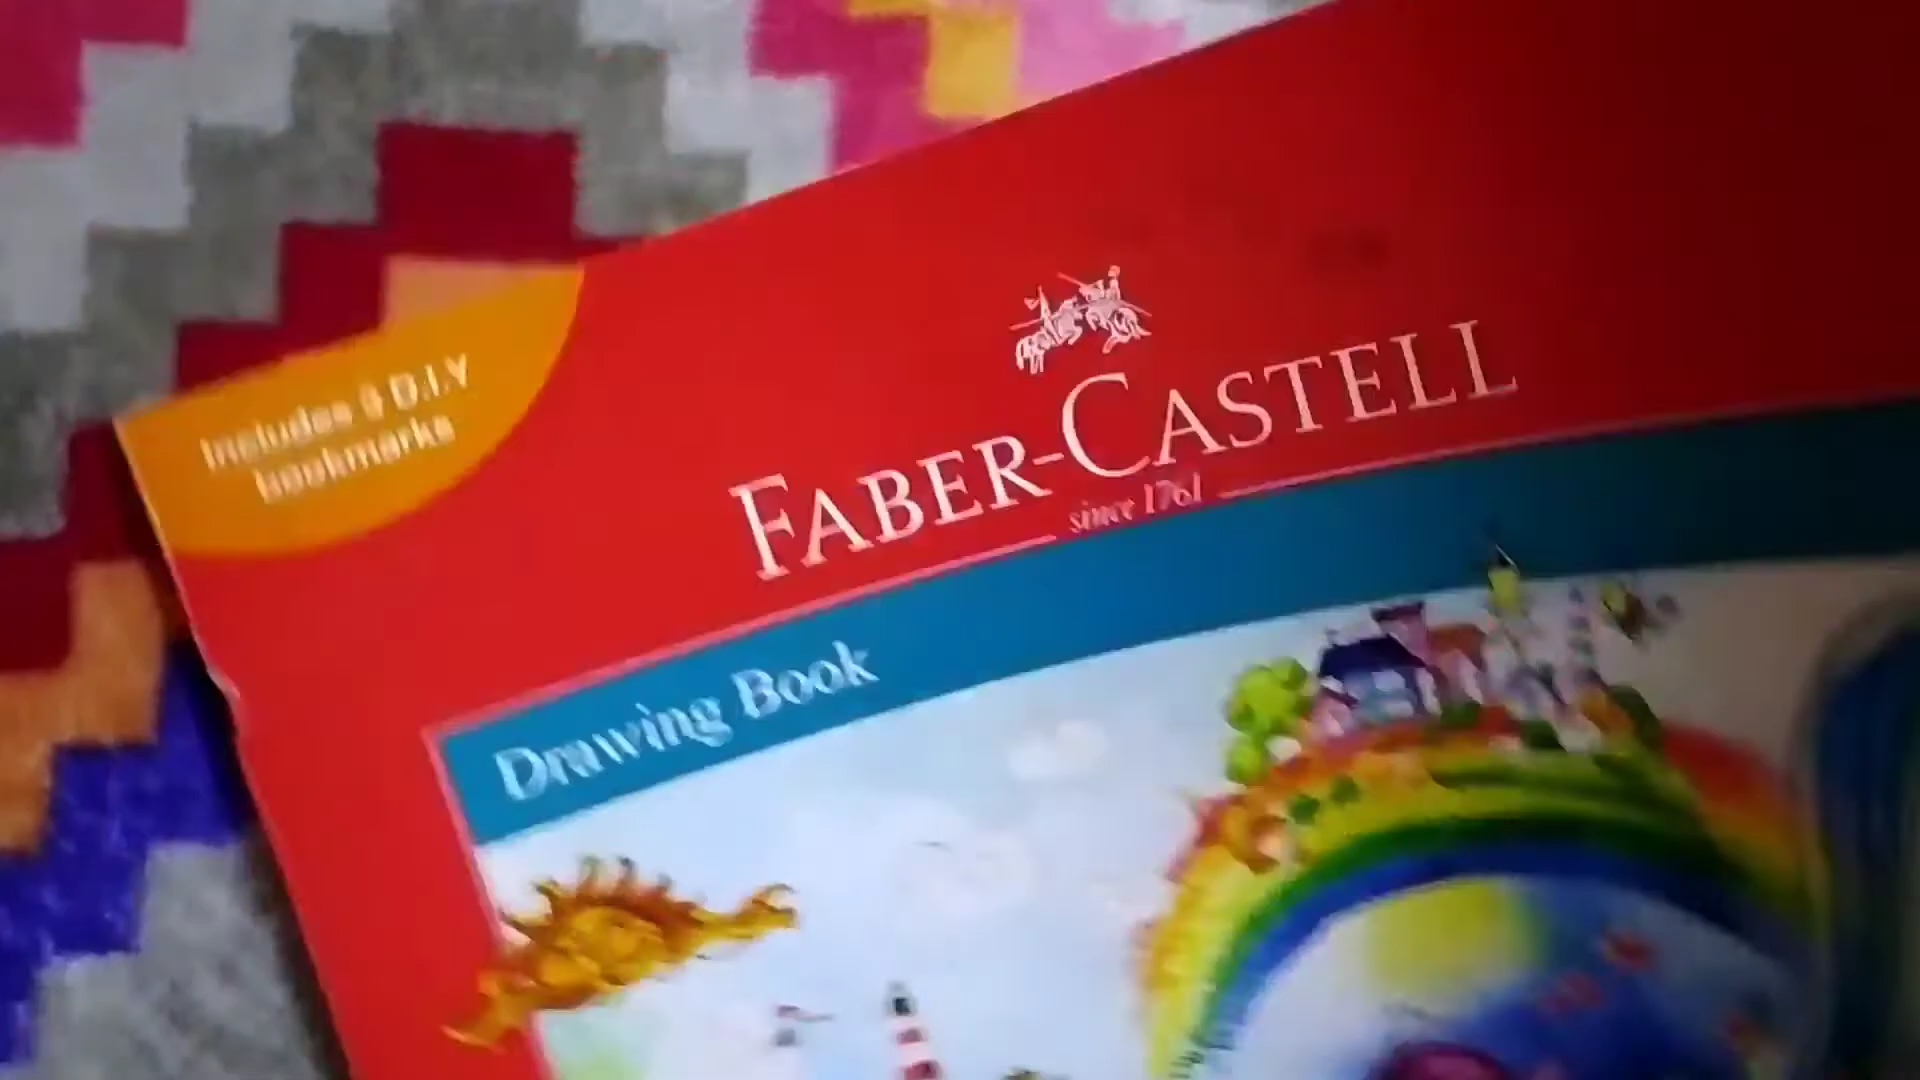 Includes D.I.Y
bookmarks
FABER-CASTELL
since 1761
Drawing Book